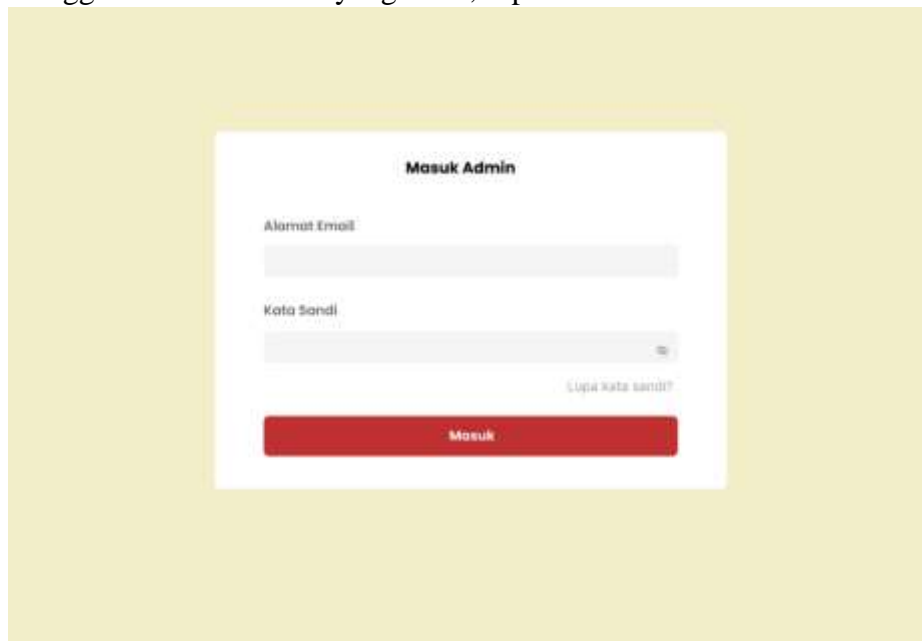 Masuk Admin
Alamat Email
Kata Sandi
Lupa kata sandi?
Masuk